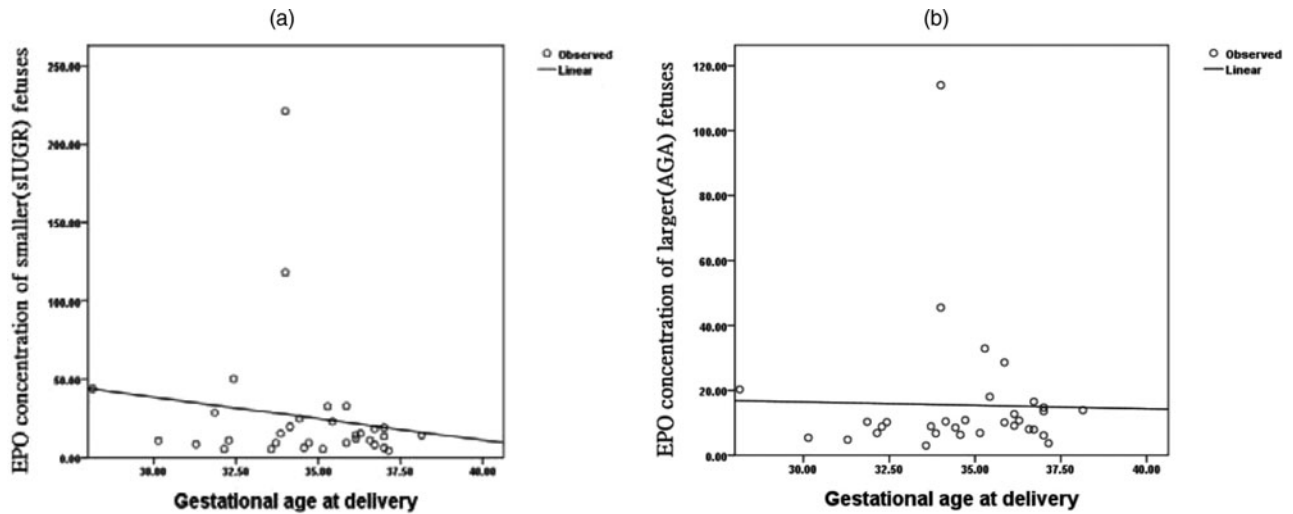 (a)
EPO concentration of smaller(sIUGR) fetuses
250.00
200.00
150.00
100.00
50.00
0.00
30.00 32.50 35.00 37.50 40.00
Gestational age at delivery
Observed
Linear
(b)
EPO concentration of larger(AGA) fetuses
120.00
100.00
80.00
60.00
40.00
20.00
0.00
30.00 32.50 35.00 37.50 40.00
Gestational age at delivery
Observed
Linear